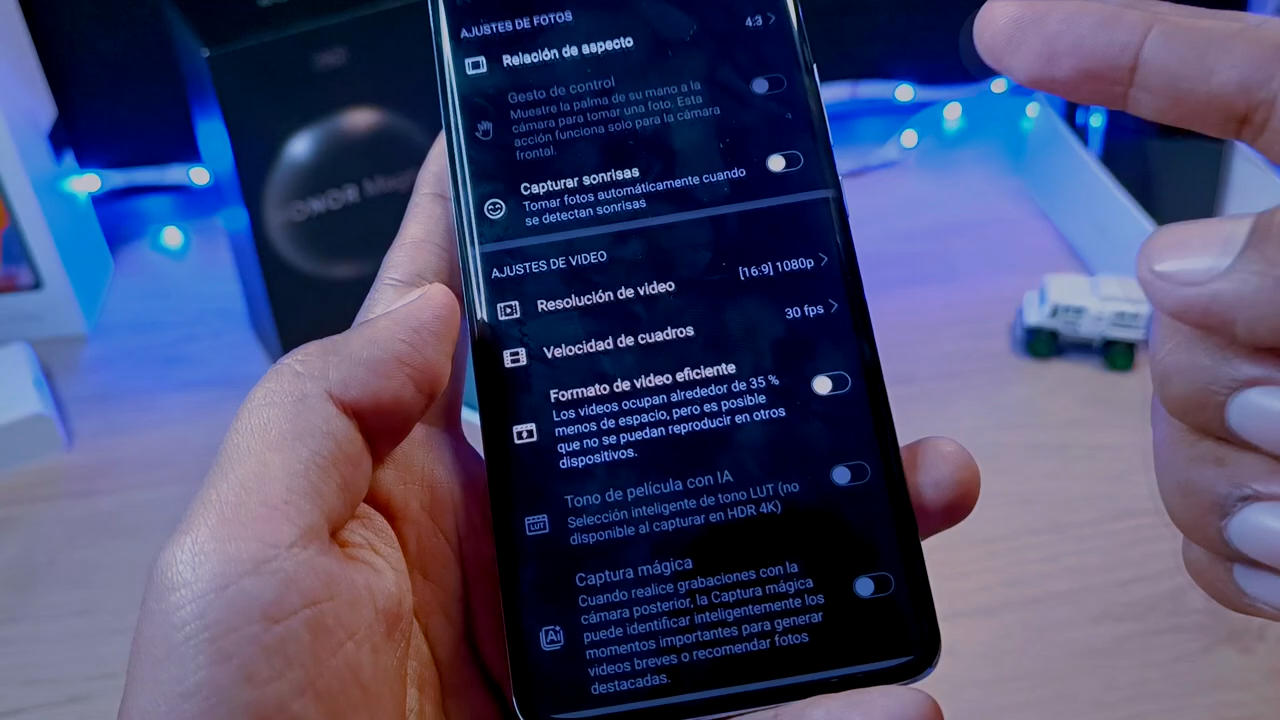 AJUSTES DE FOTOS
Relación de aspecto
4:3
Gesto de control
Muestre la palma de su mano a la
cámara para tomar una foto. Esta
acción funciona solo para la cámara
frontal.
Capturar sonrisas
Tomar fotos automáticamente cuando
se detectan sonrisas
AJUSTES DE VIDEO
Resolución de video
[16:9] 1080p
Velocidad de cuadros
30 fps
Formato de video eficiente
Los videos ocupan alrededor de 35 %
menos de espacio, pero es posible
que no se puedan reproducir en otros
dispositivos.
LUT
Tono de película con IA
Selección inteligente de tono LUT (no
disponible al capturar en HDR 4K)
Ai
Captura mágica
Cuando realice grabaciones con la
cámara posterior, la Captura mágica
puede identificar inteligentemente los
momentos importantes para generar
videos breves o recomendar fotos
destacadas.
HONOR Magic